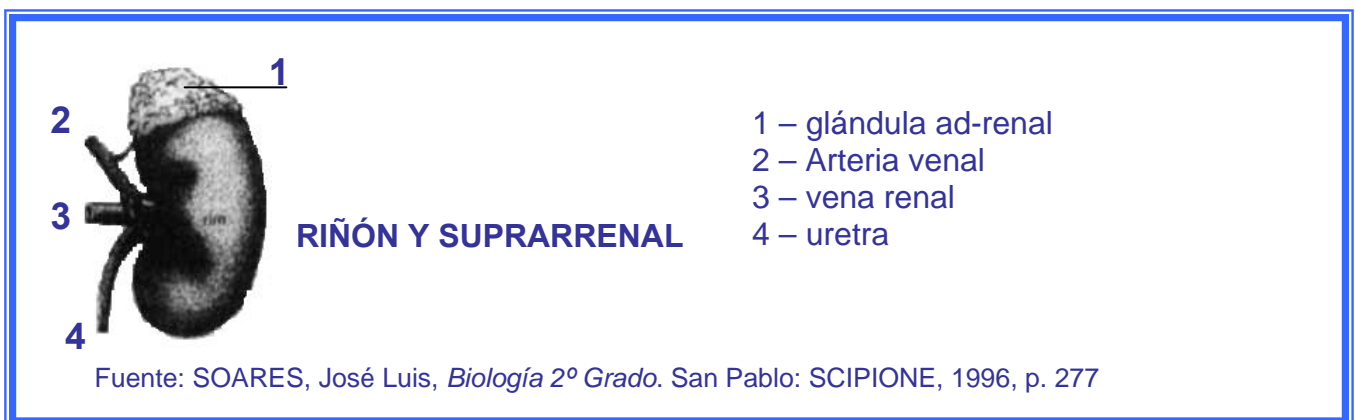 1
2
3
4
rim
RIÑÓN Y SUPRARRENAL
1 – glándula ad-renal
2 – Arteria venal
3 – vena renal
4 – uretra
Fuente: SOARES, José Luis, Biología 2º Grado. San Pablo: SCIPIONE, 1996, p. 277